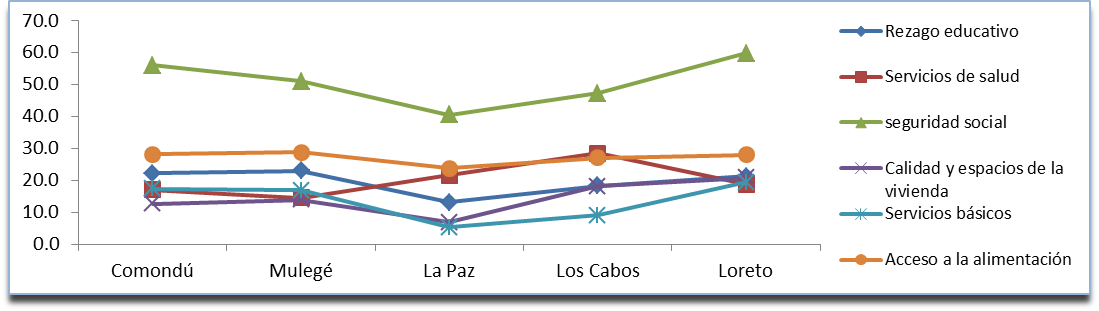 70.0
60.0
50.0
40.0
30.0
20.0
10.0
0.0
Comondú
Mulegé
La Paz
Los Cabos
Loreto
Rezago educativo
Servicios de salud
seguridad social
Calidad y espacios de la
vivienda
Servicios básicos
Acceso a la alimentación